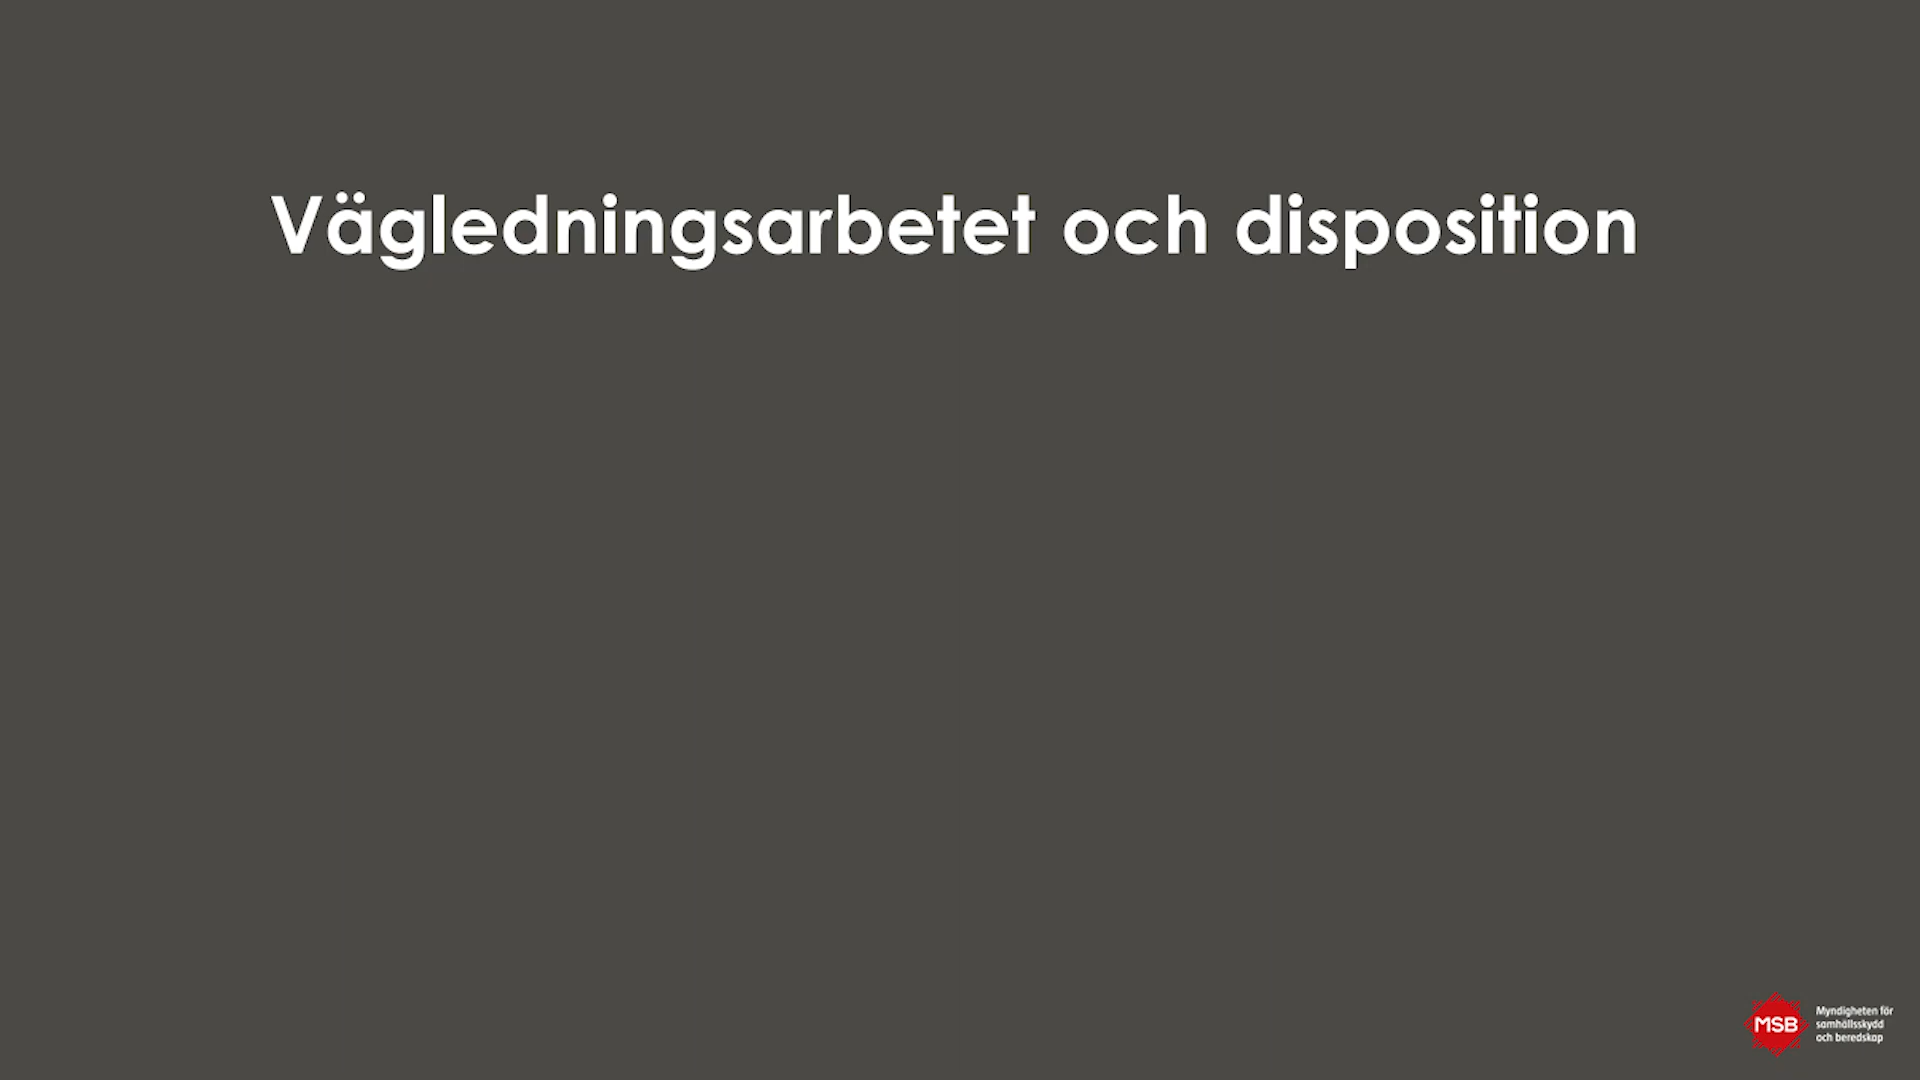 Vägledningsarbetet och disposition
MSB
Myndigheten för
samhällsskydd
och beredskap